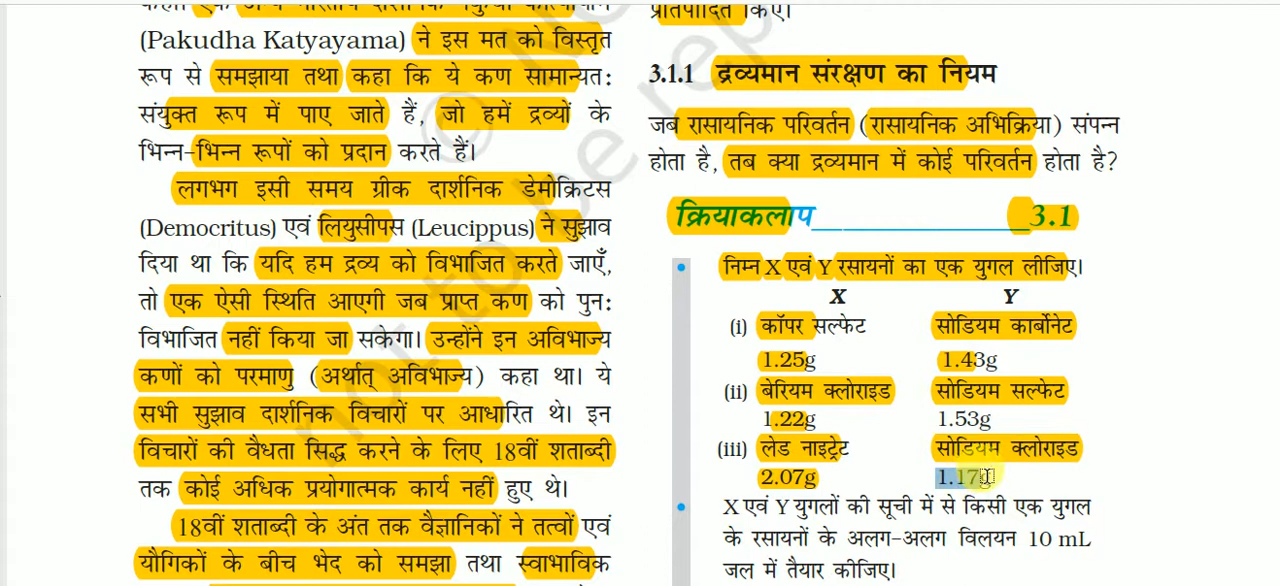 (Pakudha Katyayama) ने इस मत को विस्तृत
रूप से समझाया तथा कहा कि ये कण सामान्यत:
संयुक्त रूप में पाए जाते हैं, जो हमें द्रव्यों के
भिन्न-भिन्न रूपों को प्रदान करते हैं।
लगभग इसी समय ग्रीक दार्शनिक डेमोक्रिटस
(Democritus) एवं लियुसीपस (Leucippus) ने सुझाव
दिया था कि यदि हम द्रव्य को विभाजित करते जाएँ,
तो एक ऐसी स्थिति आएगी जब प्राप्त कण को पुन:
विभाजित नहीं किया जा सकेगा। उन्होंने इन अविभाज्य
कणों को परमाणु (अर्थात् अविभाज्य) कहा था। ये
सभी सुझाव दार्शनिक विचारों पर आधारित थे। इन
विचारों की वैधता सिद्ध करने के लिए 18वीं शताब्दी
तक कोई अधिक प्रयोगात्मक कार्य नहीं हुए थे।
18वीं शताब्दी के अंत तक वैज्ञानिकों ने तत्वों एवं
यौगिकों के बीच भेद को समझा तथा स्वाभाविक
प्रतिपादित किए।
3.1.1 द्रव्यमान संरक्षण का नियम
जब रासायनिक परिवर्तन (रासायनिक अभिक्रिया) संपन्न
होता है, तब क्या द्रव्यमान में कोई परिवर्तन होता है?
क्रियाकलाप 3.1
• निम्न X एवं Y रसायनों का एक युगल लीजिए।
X Y
(i) कॉपर सल्फेट सोडियम कार्बोनेट
1.25g 1.43g
(ii) बेरियम क्लोराइड सोडियम सल्फेट
1.22g 1.53g
(iii) लेड नाइट्रेट सोडियम क्लोराइड
2.07g 1.17g
• X एवं Y युगलों की सूची में से किसी एक युगल
के रसायनों के अलग-अलग विलयन 10 mL
जल में तैयार कीजिए।